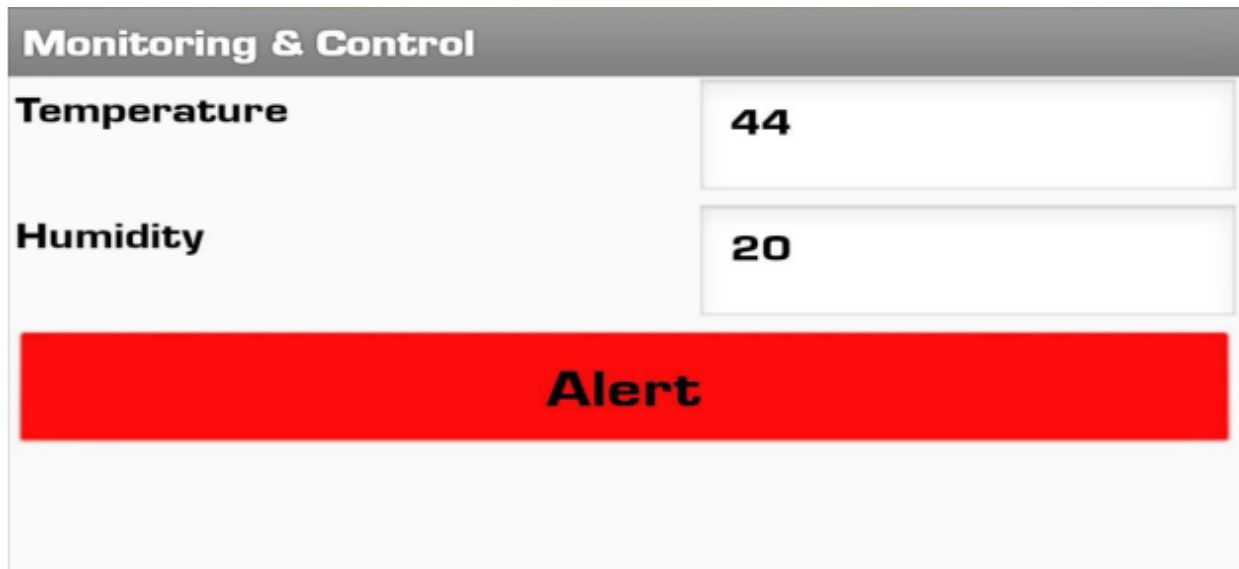 Monitoring & Control
Temperature
44
Humidity
20
Alert